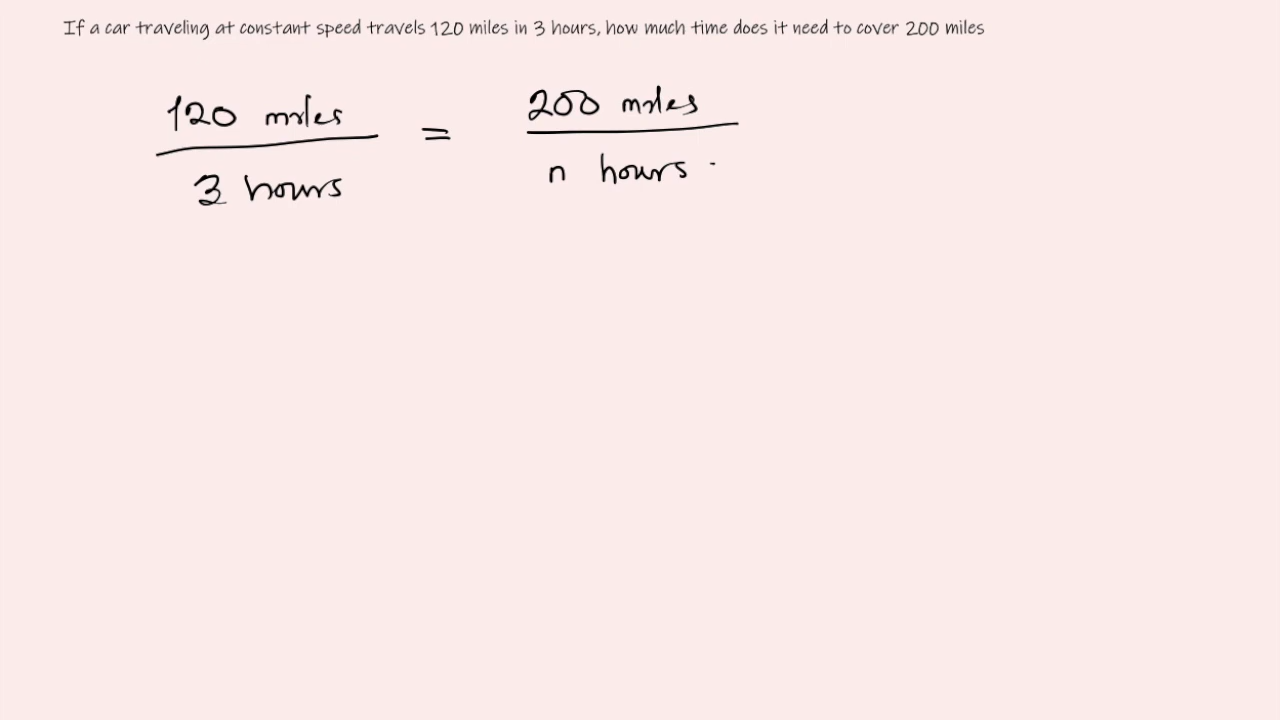 If a car traveling at constant speed travels 120 miles in 3 hours, how much time does it need to cover 200 miles
120 miles = 200 miles
3 hours n hours